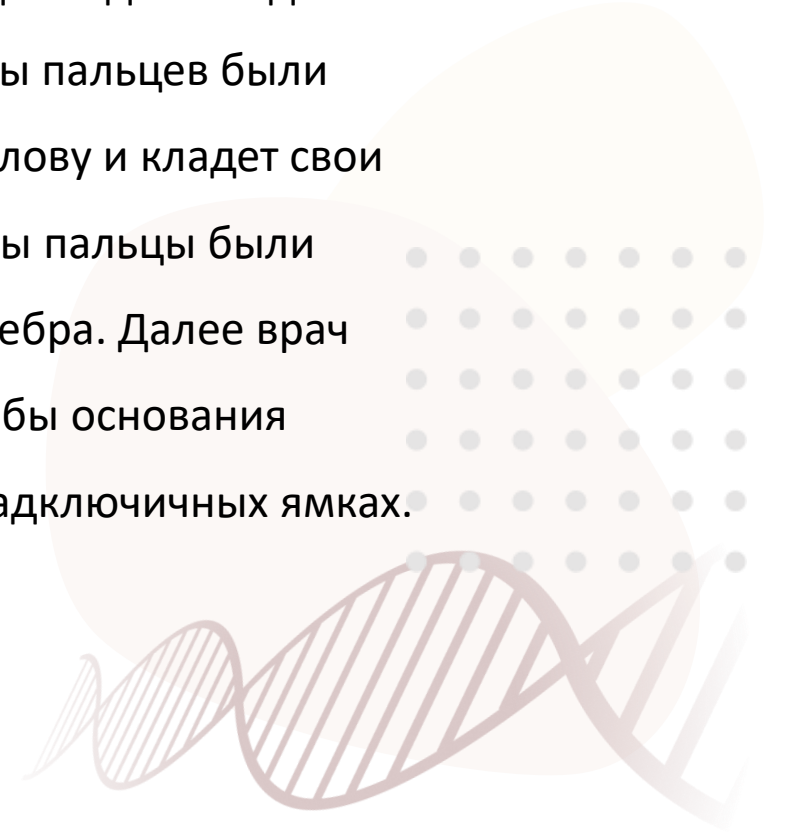 ы пальцев были
лову и кладет свои
ы пальцы были
ебра. Далее врач
бы основания
адключичных ямках.